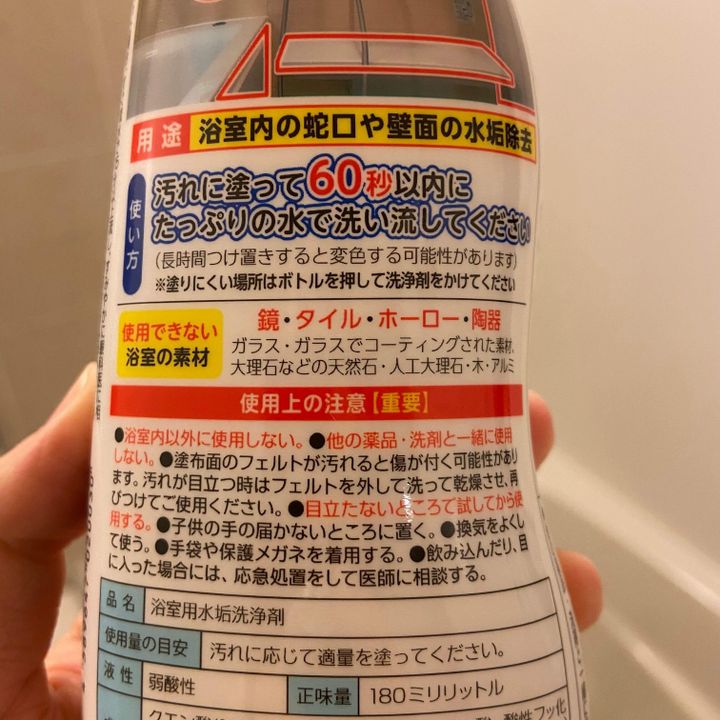 用途 浴室内の蛇口や壁面の水垢除去
使い方
汚れに塗って60秒以内に
たっぷりの水で洗い流してください
(長時間つけ置きすると変色する可能性があります)
※塗りにくい場所はボトルを押して洗浄剤をかけてください
使用できない
浴室の素材
鏡・タイル・ホーロー・陶器
ガラス・ガラスでコーティングされた素材、
大理石などの天然石・人工大理石・木・アルミ
使用上の注意【重要】
●浴室内以外に使用しない。●他の薬品・洗剤と一緒に使用
しない。●塗布面のフェルトが汚れると傷が付く可能性があり
ます。汚れが目立つ時はフェルトを外して洗って乾燥させ、再
びつけてご使用ください。●目立たないところで試してから使
用する。●子供の手の届かないところに置く。●換気をよくし
て使う。●手袋や保護メガネを着用する。●飲み込んだり、目
に入った場合には、応急処置をして医師に相談する。
品名 浴室用水垢洗浄剤
使用量の目安 汚れに応じて適量を塗ってください。
液性 弱酸性 正味量 180ミリリットル
クエン酸 酸性フッ化